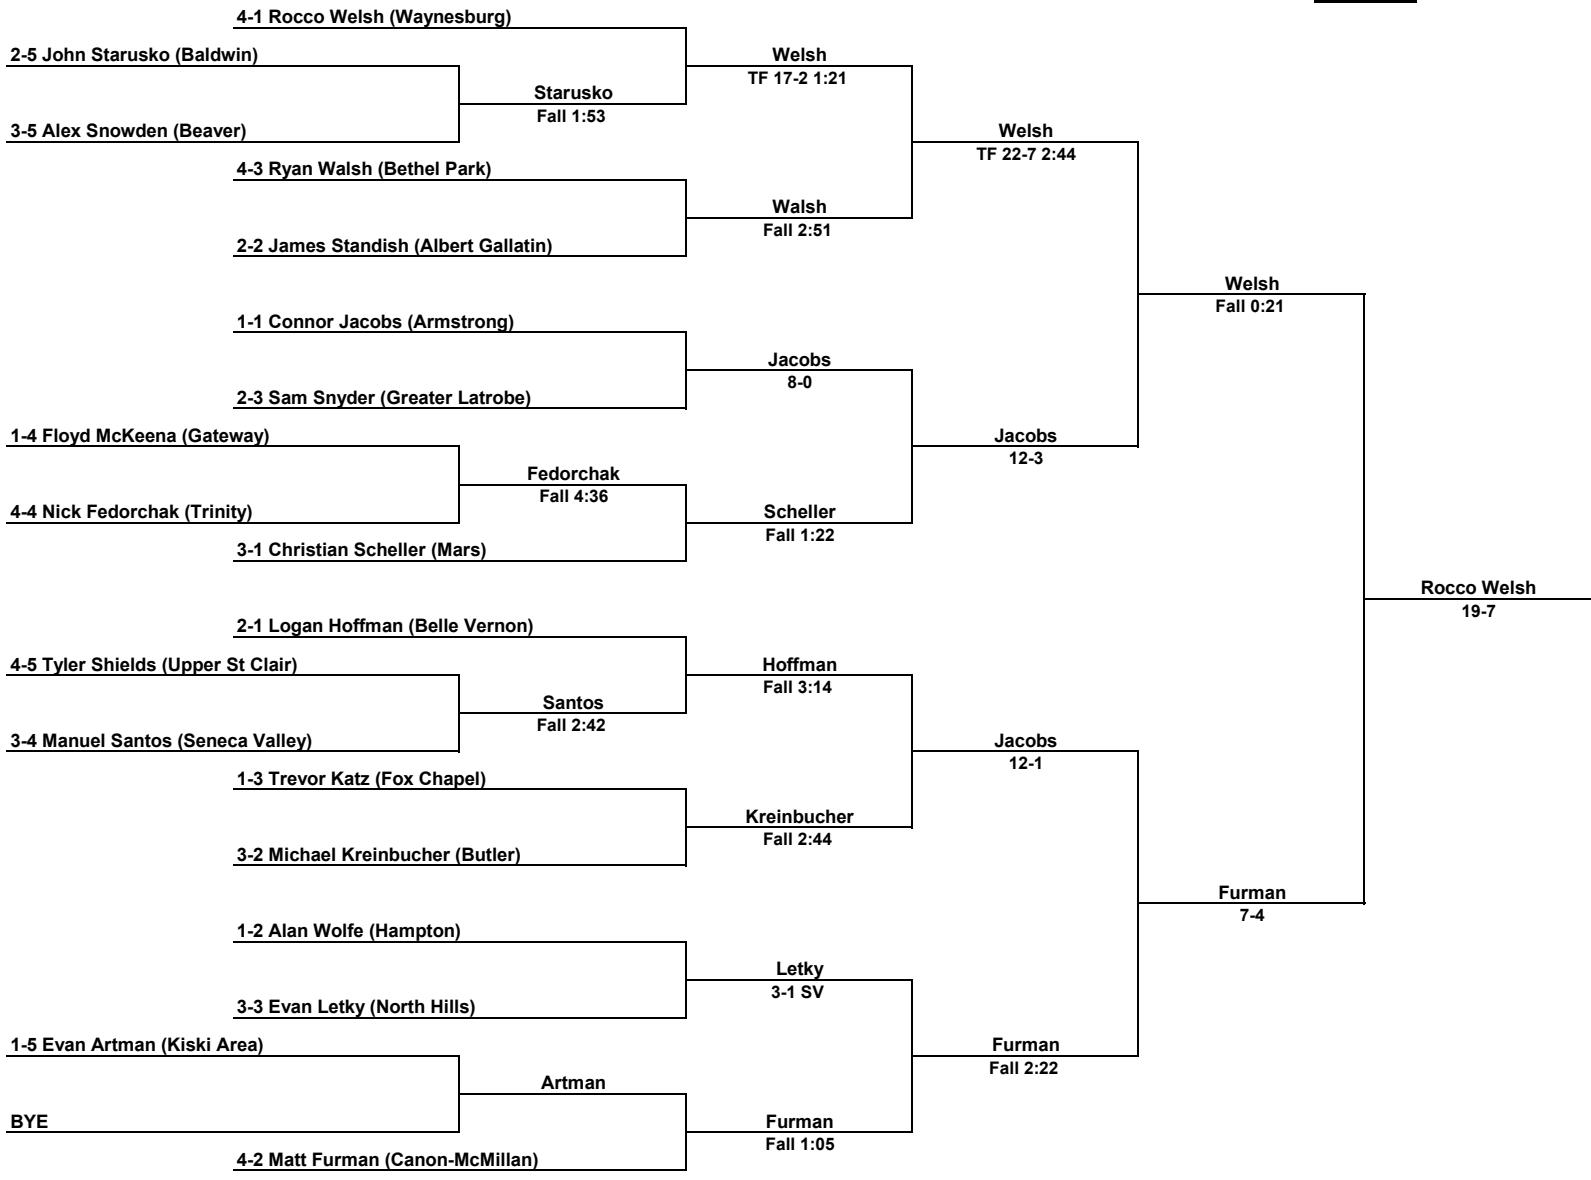 4-1 Rocco Welsh (Waynesburg)
2-5 John Starusko (Baldwin)
Welsh
TF 17-2 1:21
Starusko
Fall 1:53
3-5 Alex Snowden (Beaver)
Welsh
TF 22-7 2:44
4-3 Ryan Walsh (Bethel Park)
Walsh
Fall 2:51
2-2 James Standish (Albert Gallatin)
Welsh
Fall 0:21
1-1 Connor Jacobs (Armstrong)
Jacobs
8-0
2-3 Sam Snyder (Greater Latrobe)
1-4 Floyd McKeena (Gateway)
Jacobs
12-3
Fedorchak
Fall 4:36
4-4 Nick Fedorchak (Trinity)
Scheller
Fall 1:22
3-1 Christian Scheller (Mars)
Rocco Welsh
19-7
2-1 Logan Hoffman (Belle Vernon)
4-5 Tyler Shields (Upper St Clair)
Hoffman
Fall 3:14
Santos
Fall 2:42
3-4 Manuel Santos (Seneca Valley)
Jacobs
12-1
1-3 Trevor Katz (Fox Chapel)
Kreinbucher
Fall 2:44
3-2 Michael Kreinbucher (Butler)
Furman
7-4
1-2 Alan Wolfe (Hampton)
Letky
3-1 SV
3-3 Evan Letky (North Hills)
1-5 Evan Artman (Kiski Area)
Furman
Fall 2:22
Artman
BYE
Furman
Fall 1:05
4-2 Matt Furman (Canon-McMillan)